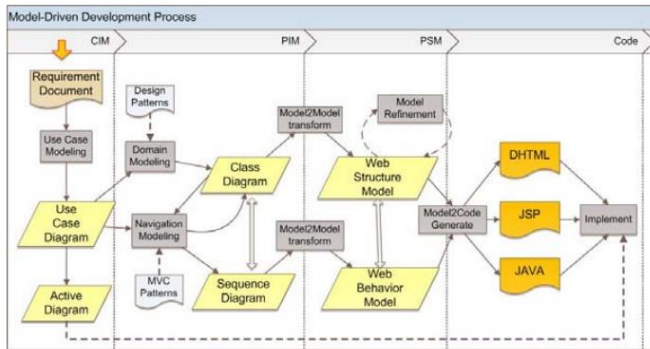 Model-Driven Development Process
CIM
PIM
PSM
Code
Requirement
Document
Use Case
Modeling
Use
Case
Diagram
Active
Diagram
Design
Patterns
Domain
Modeling
Navigation
Modeling
MVC
Patterns
Class
Diagram
Sequence
Diagram
Model2Model
transform
Model2Model
transform
Model
Refinement
Web
Structure
Model
Web
Behavior
Model
Model2Code
Generate
DHTML
JSP
JAVA
Implement